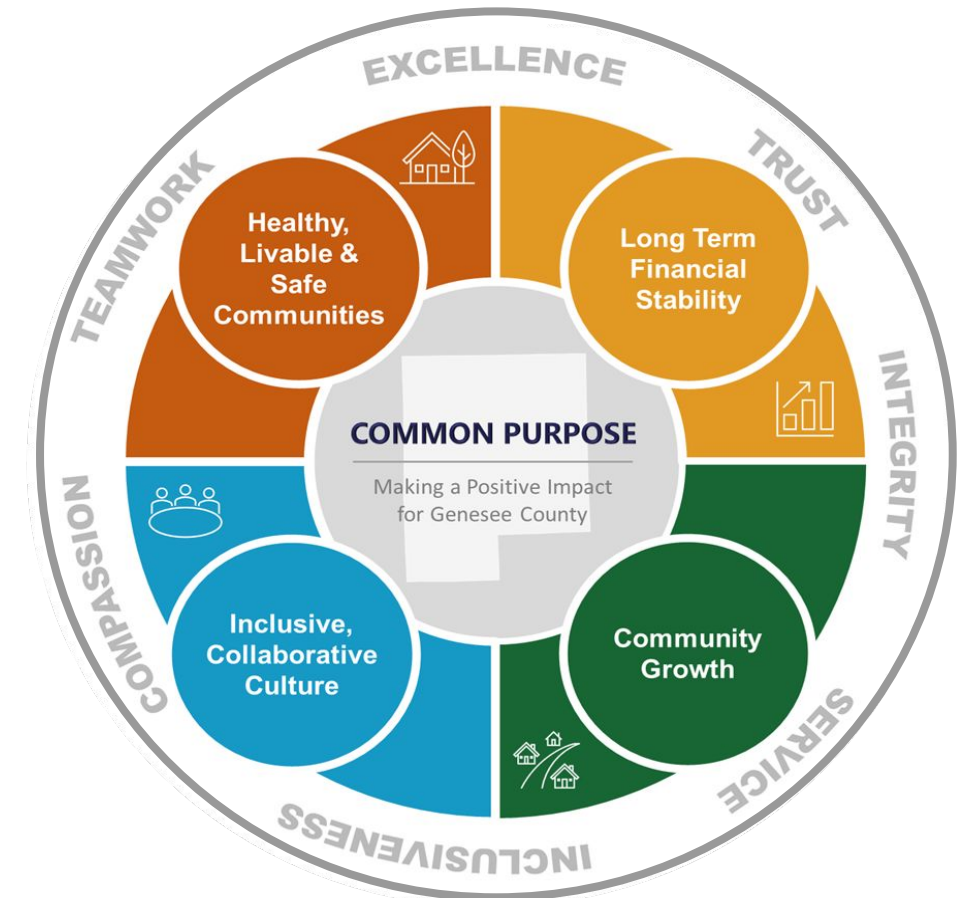 EXCELLENCE
TRUST
INTEGRITY
SERVICE
INCLUSIVENESS
COMPASSION
TEAMWORK
Healthy,
Livable &
Safe
Communities
Long Term
Financial
Stability
COMMON PURPOSE
Making a Positive Impact
for Genesee County
Inclusive,
Collaborative
Culture
Community
Growth